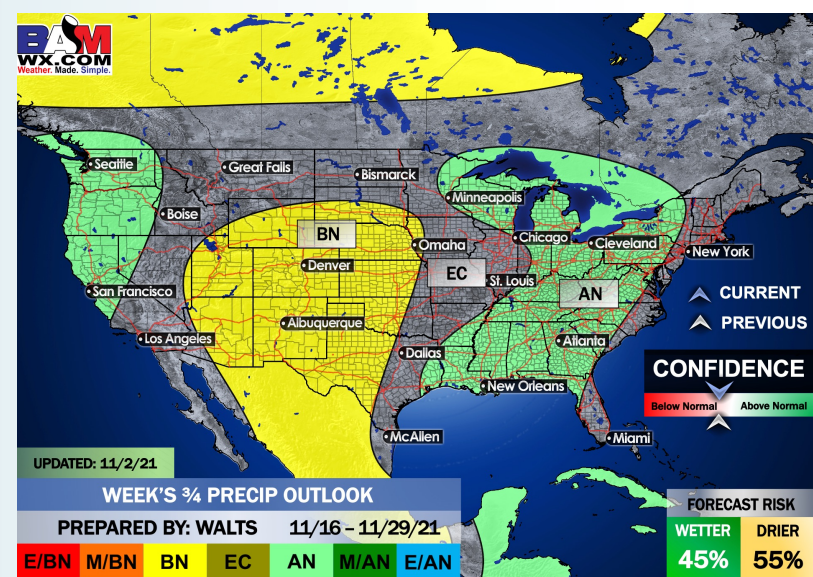 BAM
WX.COM
Weather. Made. Simple.
Seattle
Great Falls
Bismarck
Minneapolis
Boise
BN
Omaha
Chicago
Cleveland
New York
Denver
EC
St. Louis
AN
San Francisco
CURRENT
Albuquerque
PREVIOUS
Los Angeles
Dallas
Atlanta
CONFIDENCE
New Orleans
Below Normal Above Normal
McAllen
Miami
UPDATED: 11/2/21
WEEK'S ¾ PRECIP OUTLOOK
PREPARED BY: WALTS 11/16 – 11/29/21
E/BN M/BN BN EC AN M/AN E/AN
FORECAST RISK
WETTER DRIER
45% 55%